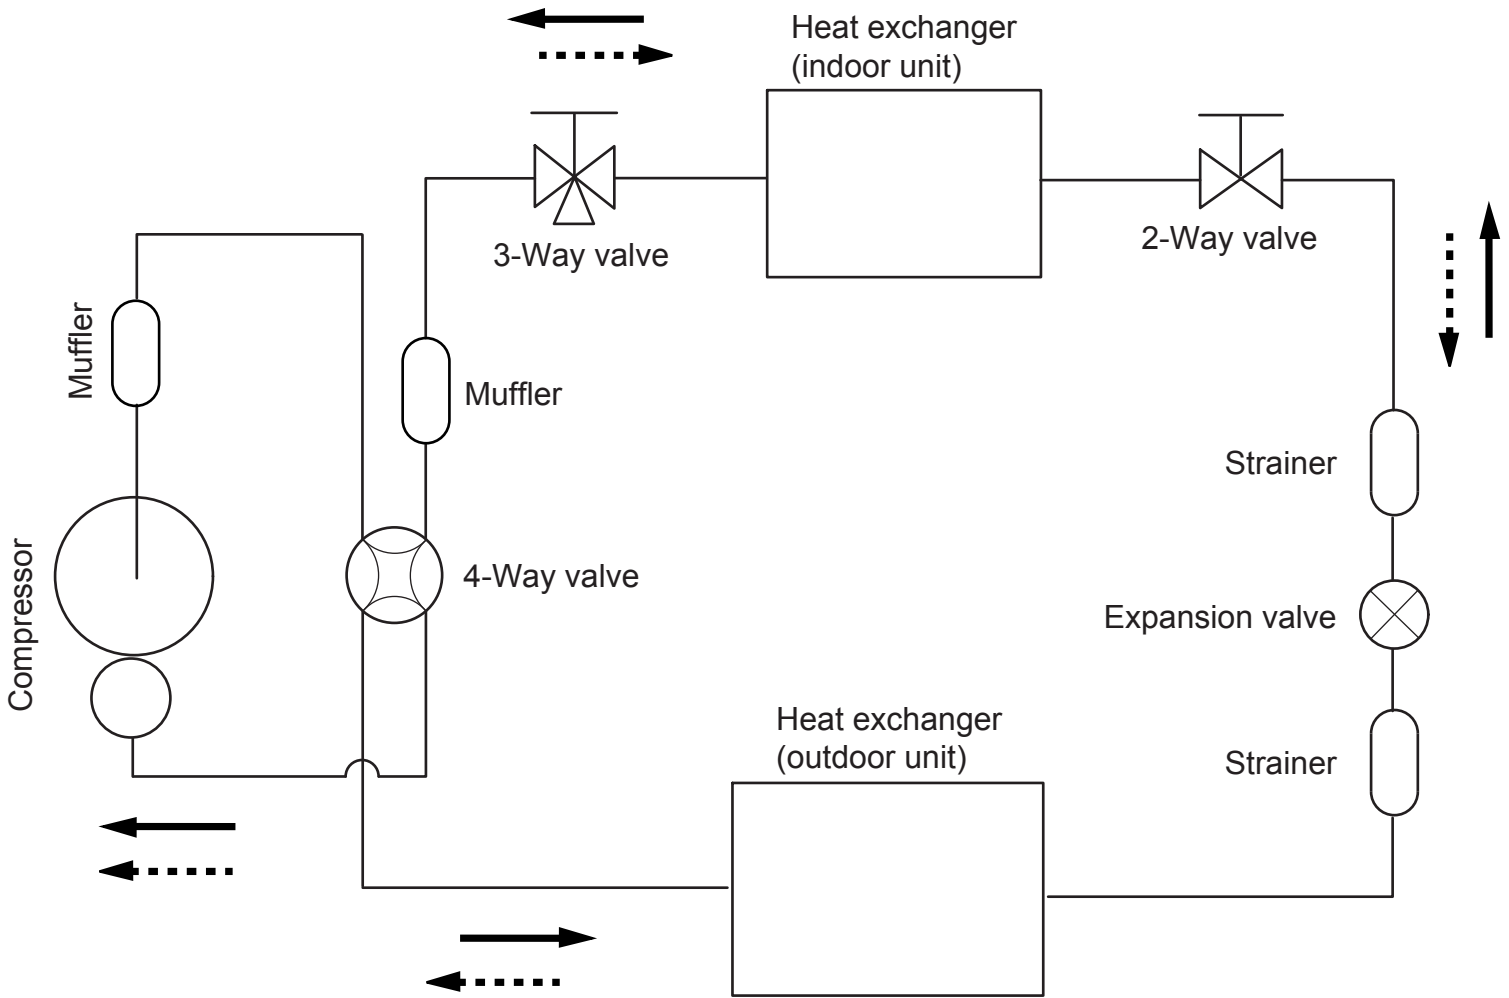 Heat exchanger
(indoor unit)
3-Way valve
2-Way valve
Muffler
Muffler
Strainer
Compressor
4-Way valve
Expansion valve
Heat exchanger
(outdoor unit)
Strainer